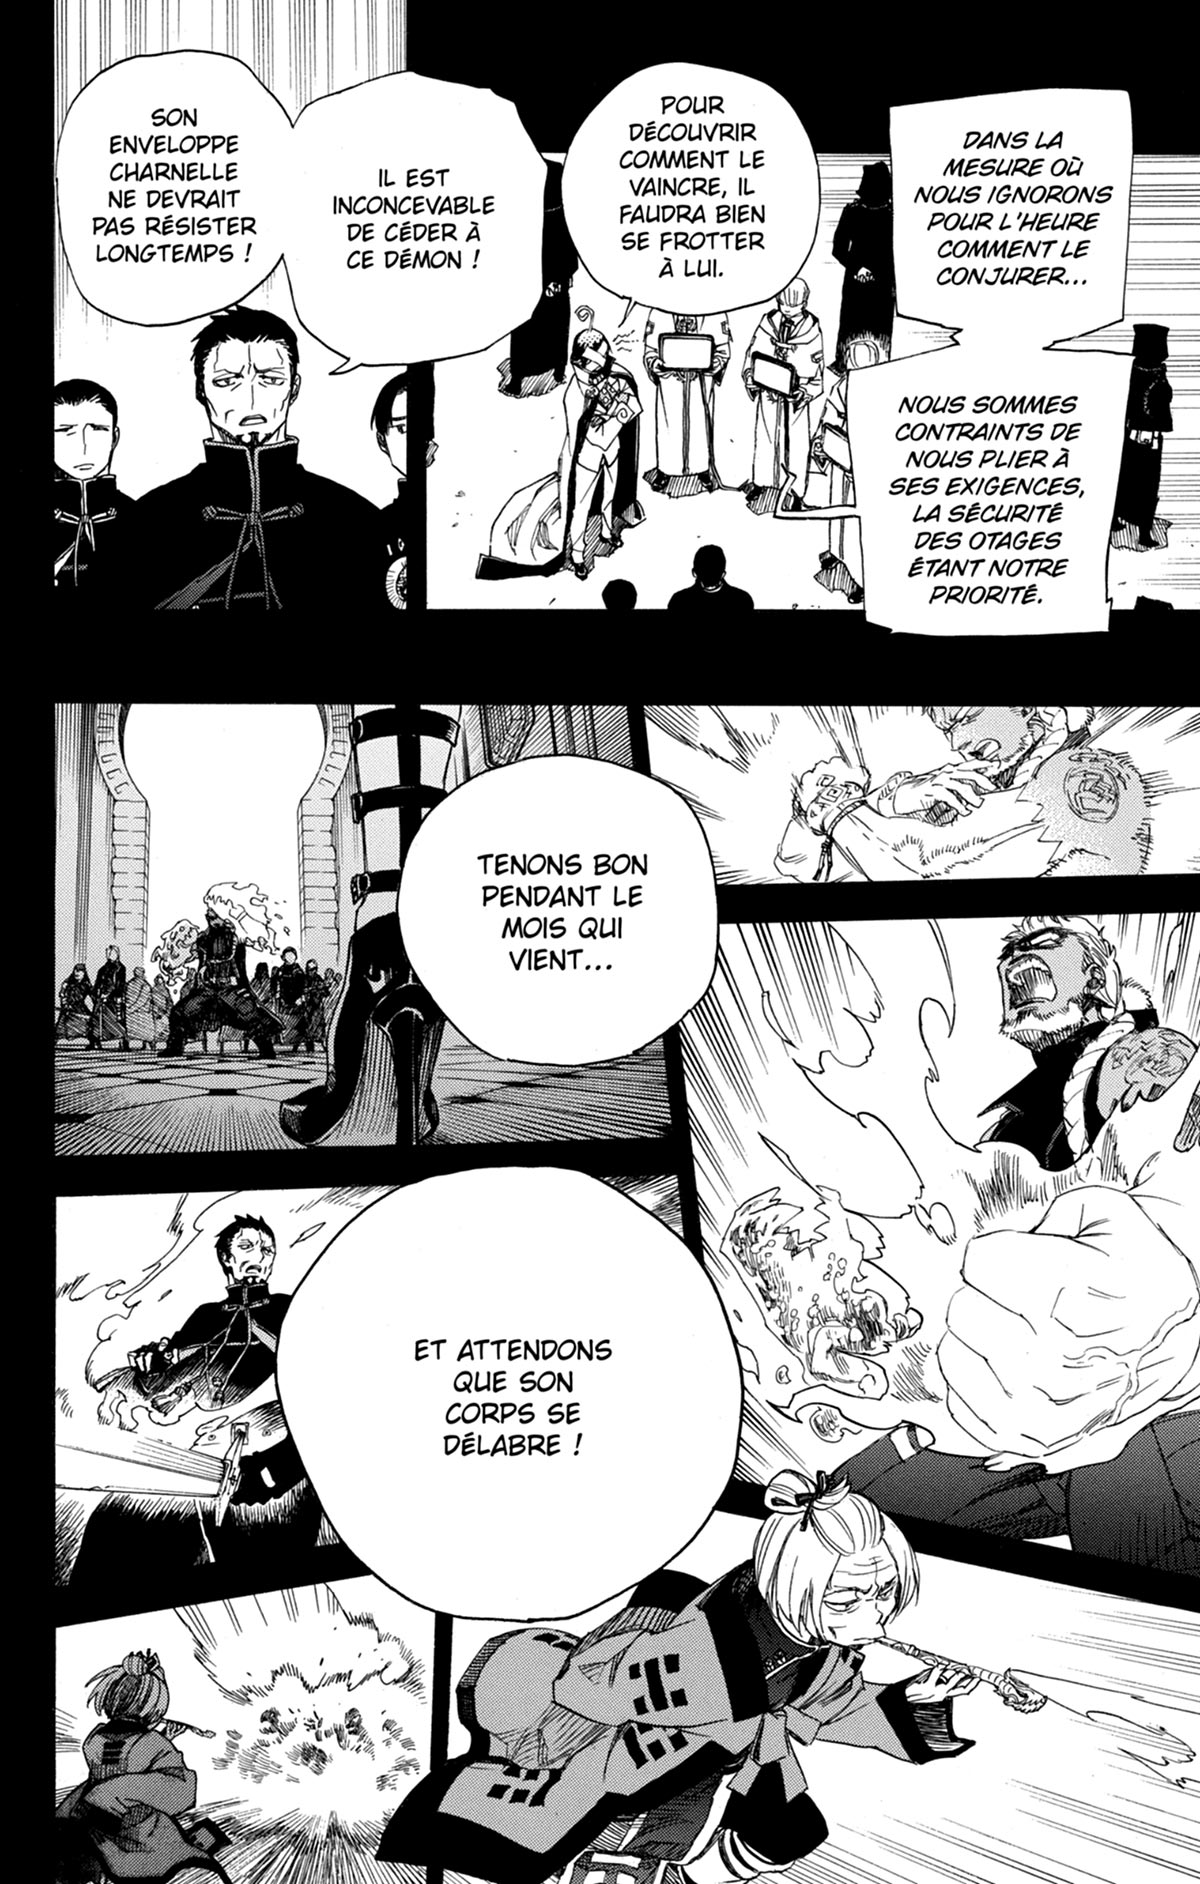 DANS LA
MESURE OÙ
NOUS IGNORONS
POUR L'HEURE
COMMENT LE
CONJURER...
NOUS SOMMES
CONTRAINTS DE
NOUS PLIER À
SES EXIGENCES,
LA SÉCURITÉ
DES OTAGES
ÉTANT NOTRE
PRIORITÉ.
POUR
DÉCOUVRIR
COMMENT LE
VAINCRE, IL
FAUDRA BIEN
SE FROTTER
À LUI.
IL EST
INCONCEVABLE
DE CÉDER À
CE DÉMON !
SON
ENVELOPPE
CHARNELLE
NE DEVRAIT
PAS RÉSISTER
LONGTEMPS !
TENONS BON
PENDANT LE
MOIS QUI
VIENT...
ET ATTENDONS
QUE SON
CORPS SE
DÉLABRE !